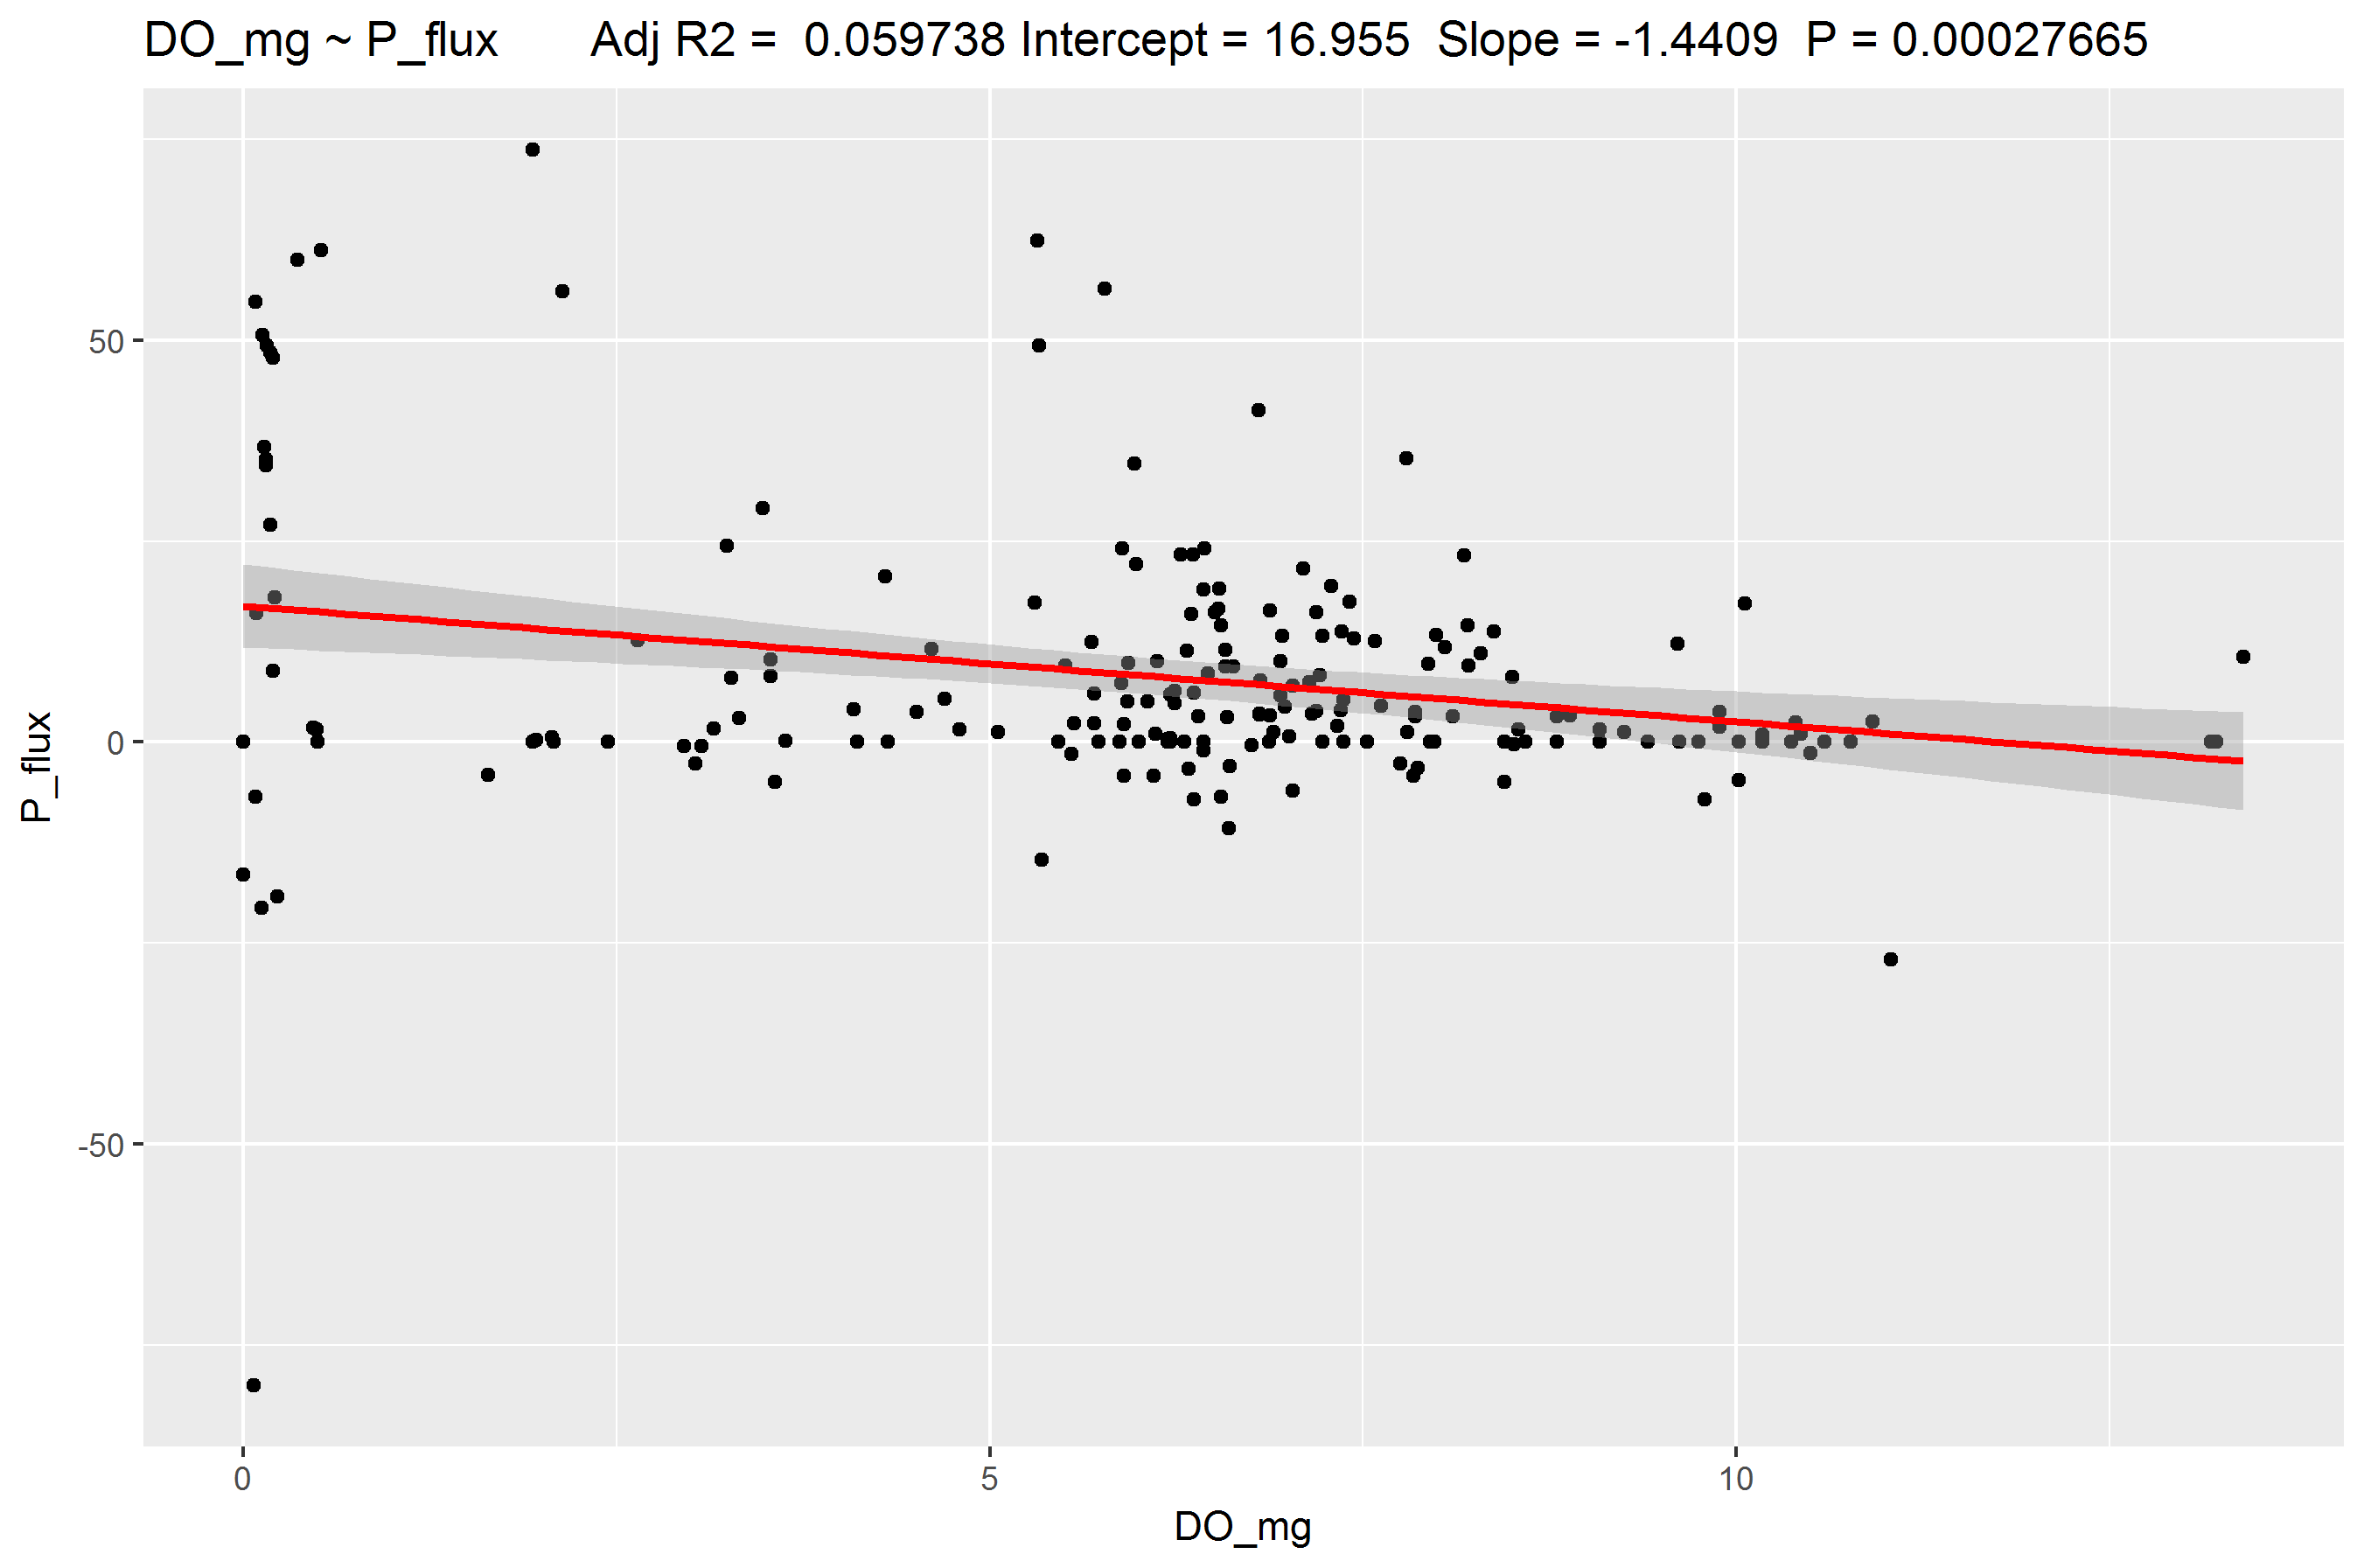 DO_mg ~ P_flux Adj R2 = 0.059738 Intercept = 16.955 Slope = -1.4409 P = 0.00027665
50
0
-50
P_flux
0 5 10
DO_mg